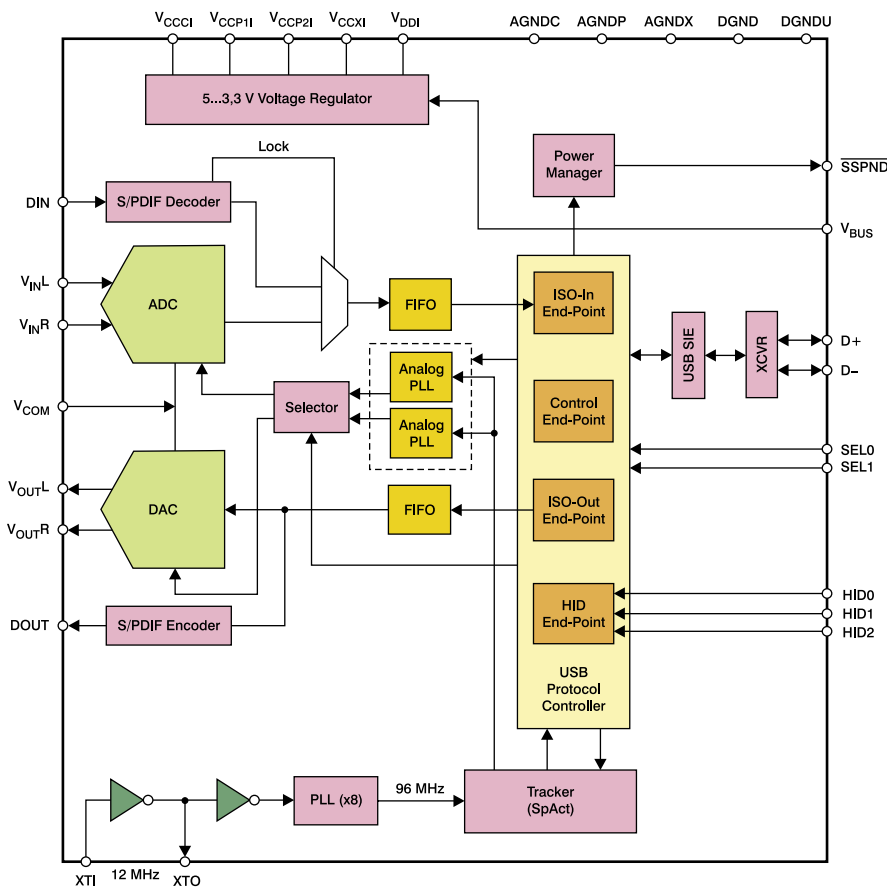 VCCCI VCCP1I VCCP2I VCCXI VDDI AGNDC AGNDP AGNDX DGND DGNDU
5...3,3 V Voltage Regulator
Lock
Power
Manager
SSPND
DIN
S/PDIF Decoder
VBUS
VINL
ADC
FIFO
ISO-In
End-Point
VINR
USB SIE
XCVR
D+
D–
Analog
PLL
Selector
Control
End-Point
VCOM
Analog
PLL
SEL0
SEL1
VOUTL
DAC
FIFO
ISO-Out
End-Point
VOUTR
HID0
HID
End-Point
HID1
HID2
DOUT
S/PDIF Encoder
USB
Protocol
Controller
PLL (x8)
96 MHz
Tracker
(SpAct)
XTI
12 MHz
XTO